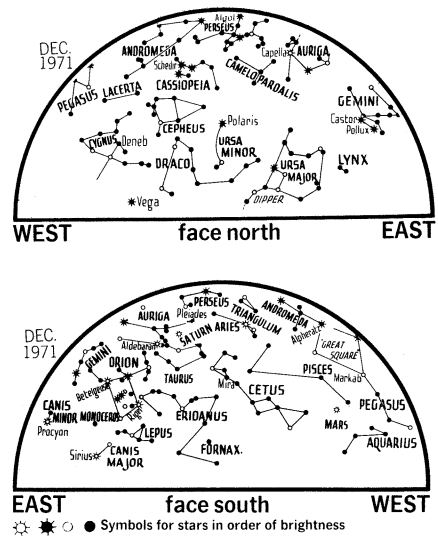 DEC.
1971
Algol
PERSEUS
ANDROMEDA
Schedir
CASSIOPEIA
Capella
AURIGA
CAMELOPARDALIS
PEGASUS
LACERTA
GEMINI
Castor
Pollux
CYGNUS
Deneb
CEPHEUS
Polaris
URSA
MINOR
DRACO
URSA
MAJOR
LYNX
DIPPER
Vega
WEST face north EAST
DEC.
1971
PERSEUS
ANDROMEDA
AURIGA
Pleiades
TRIANGULUM
SATURN ARIES
Alpheratz
Aldebaran
GREAT
SQUARE
GEMINI
ORION
TAURUS
PISCES
Markab
Betelgeuse
Mira
CETUS
CANIS
MINOR
MONOCEROS
Rigel
ERIDANUS
PEGASUS
Procyon
MARS
LEPUS
AQUARIUS
Sirius
CANIS
MAJOR
FORNAX.
EAST face south WEST
Symbols for stars in order of brightness